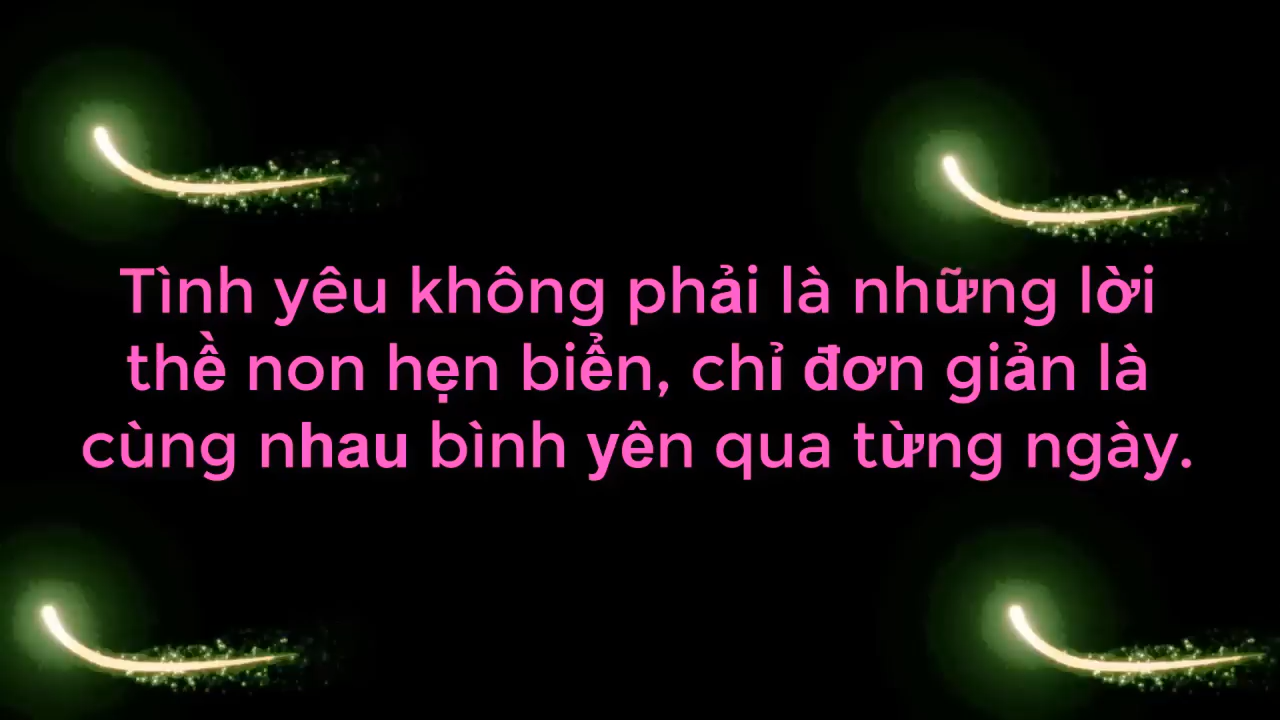 Tình yêu không phải là những lời
thề non hẹn biển, chỉ đơn giản là
cùng nhau bình yên qua từng ngày.